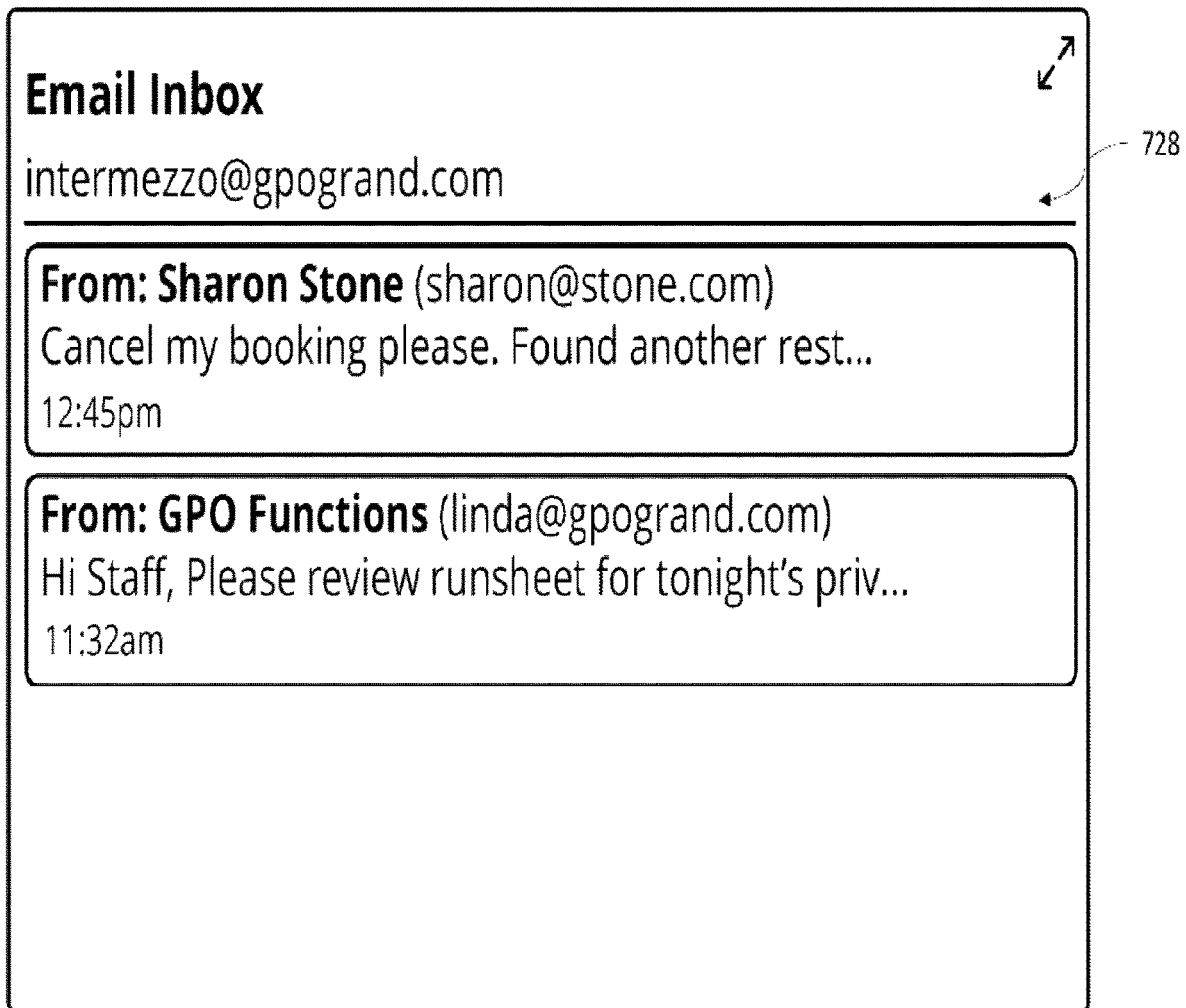 Email Inbox
728
intermezzo@gpogrand.com
From: Sharon Stone (sharon@stone.com)
Cancel my booking please. Found another rest...
12:45pm
From: GPO Functions (linda@gpogrand.com)
Hi Staff, Please review runsheet for tonight's priv...
11:32am